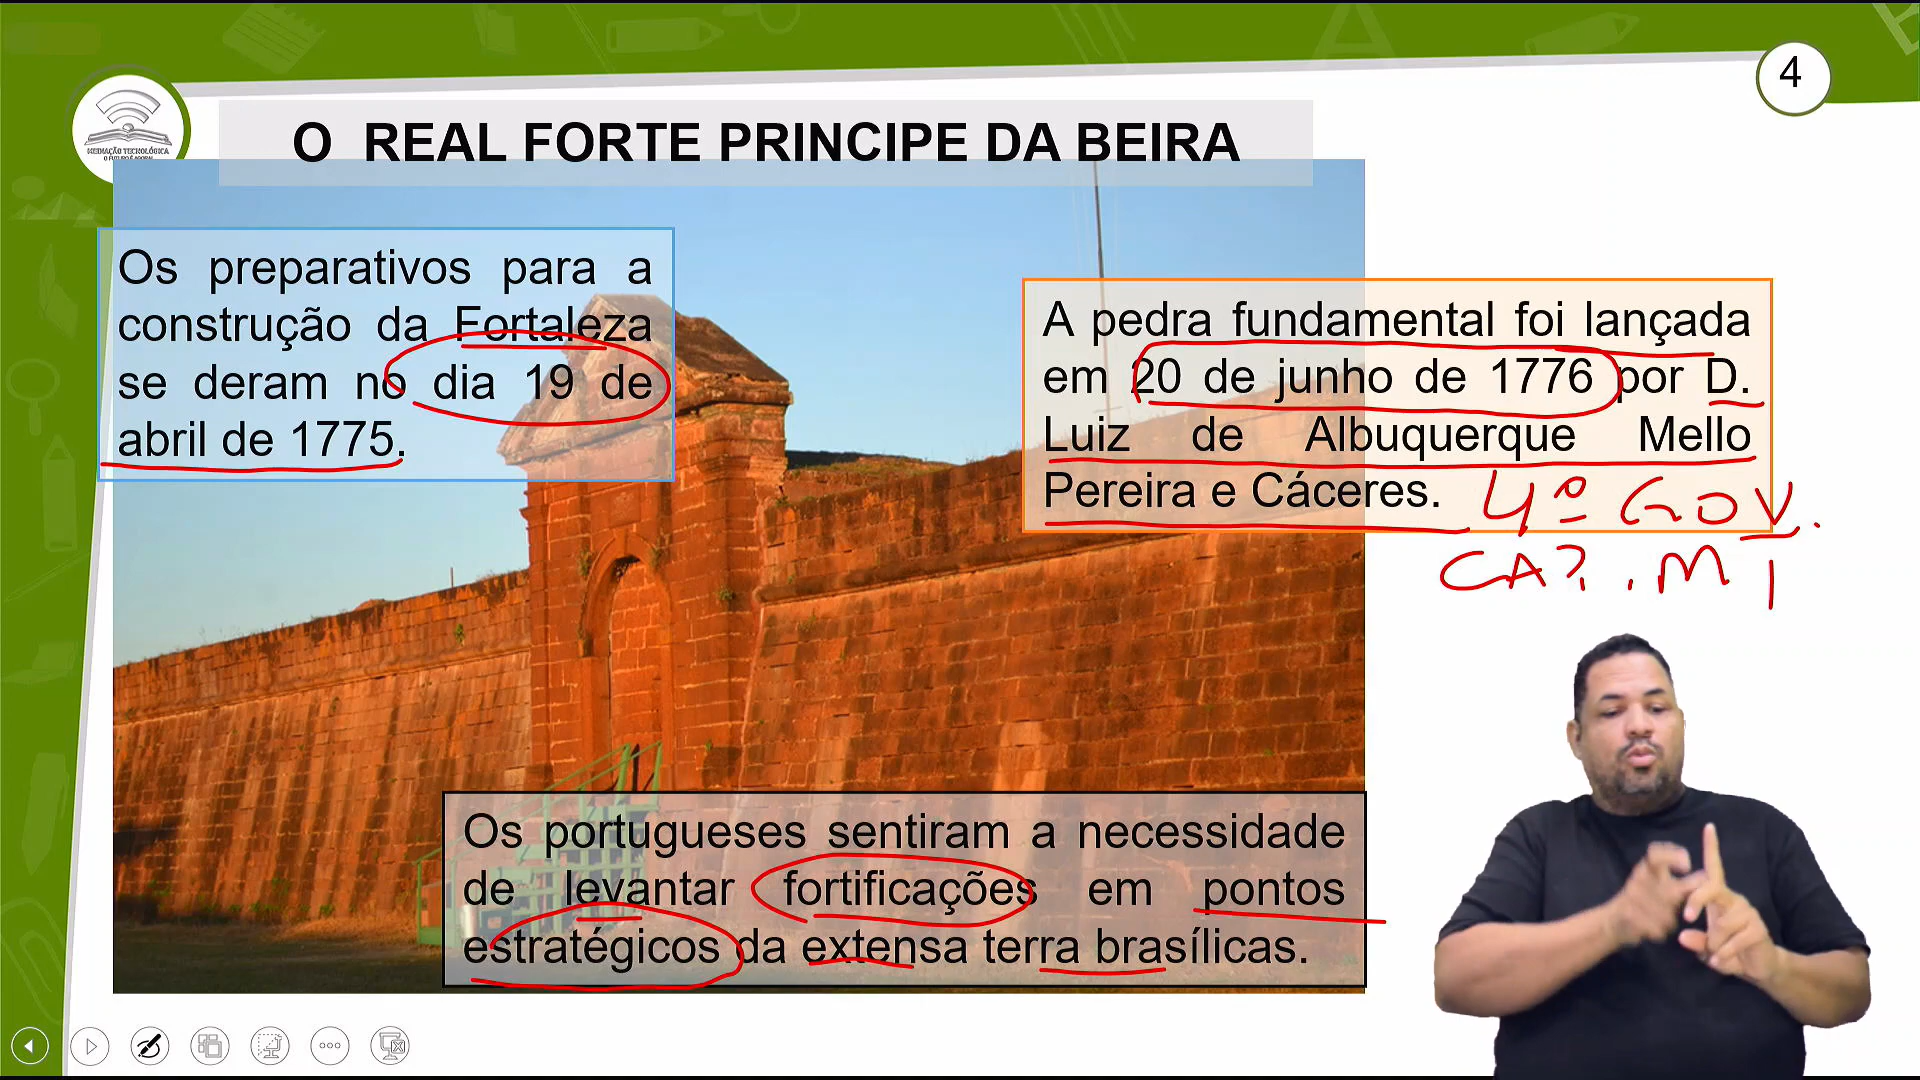 4
MEDIAÇÃO TECNOLÓGICA
O REAL FORTE PRINCIPE DA BEIRA
Os preparativos para a
construção da Fortaleza
se deram no dia 19 de
abril de 1775.
A pedra fundamental foi lançada
em 20 de junho de 1776 por D.
Luiz de Albuquerque Mello
Pereira e Cáceres.
4º GOV.
Os portugueses sentiram a necessidade
de levantar fortificações em pontos
estratégicos da extensa terra brasílicas.